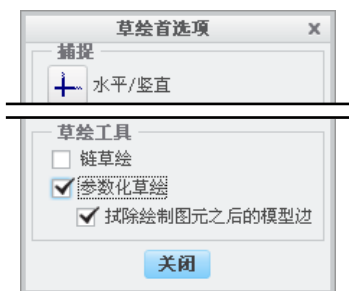 草绘首选项
捕捉
水平/竖直
草绘工具
链草绘
参数化草绘
拭除绘制图元之后的模型边
关闭